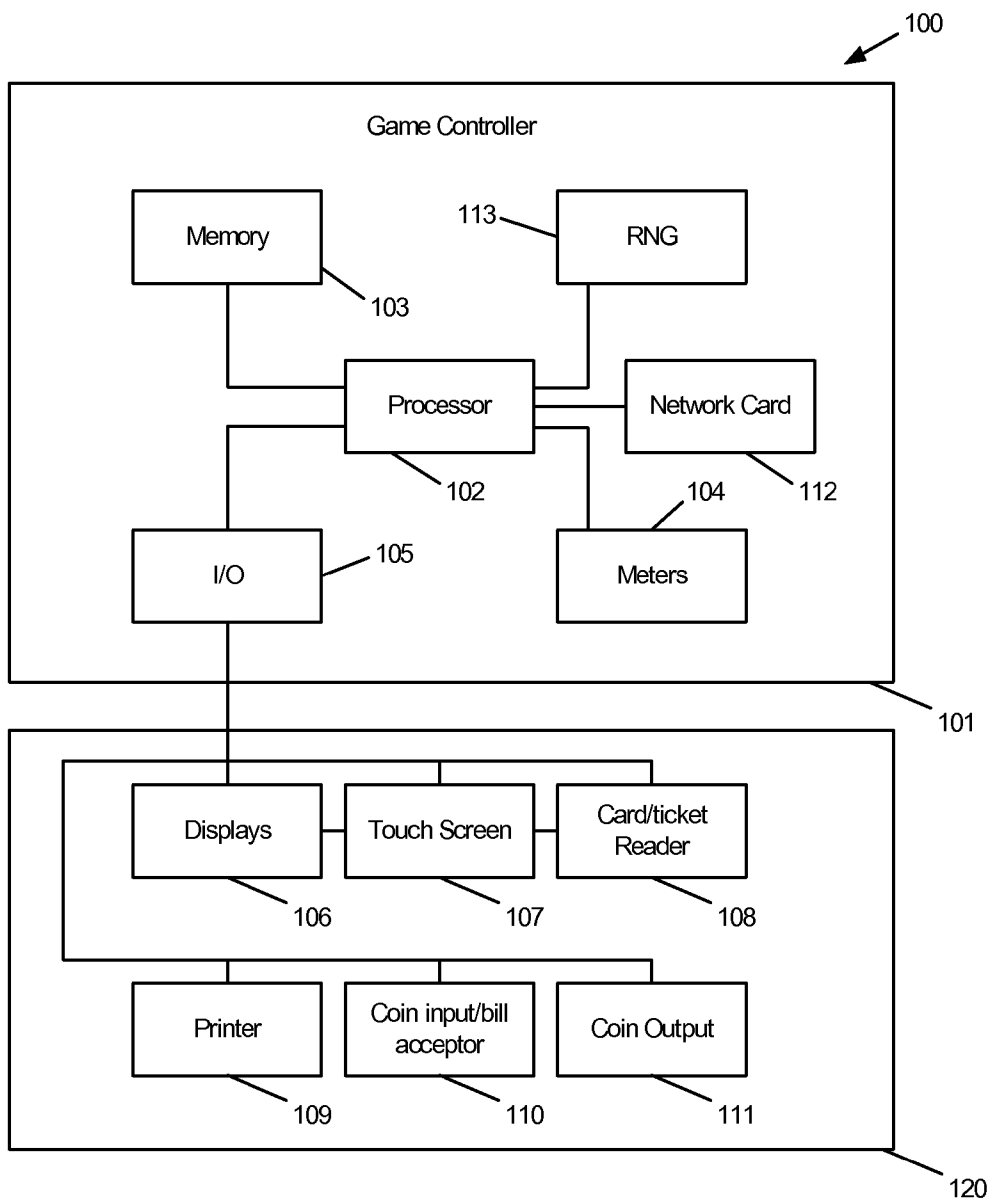 100
Game Controller
Memory
113
RNG
103
Processor
Network Card
102
104
112
I/O
105
Meters
101
Displays
Touch Screen
Card/ticket
Reader
106
107
108
Printer
Coin input/bill
acceptor
Coin Output
109
110
111
120